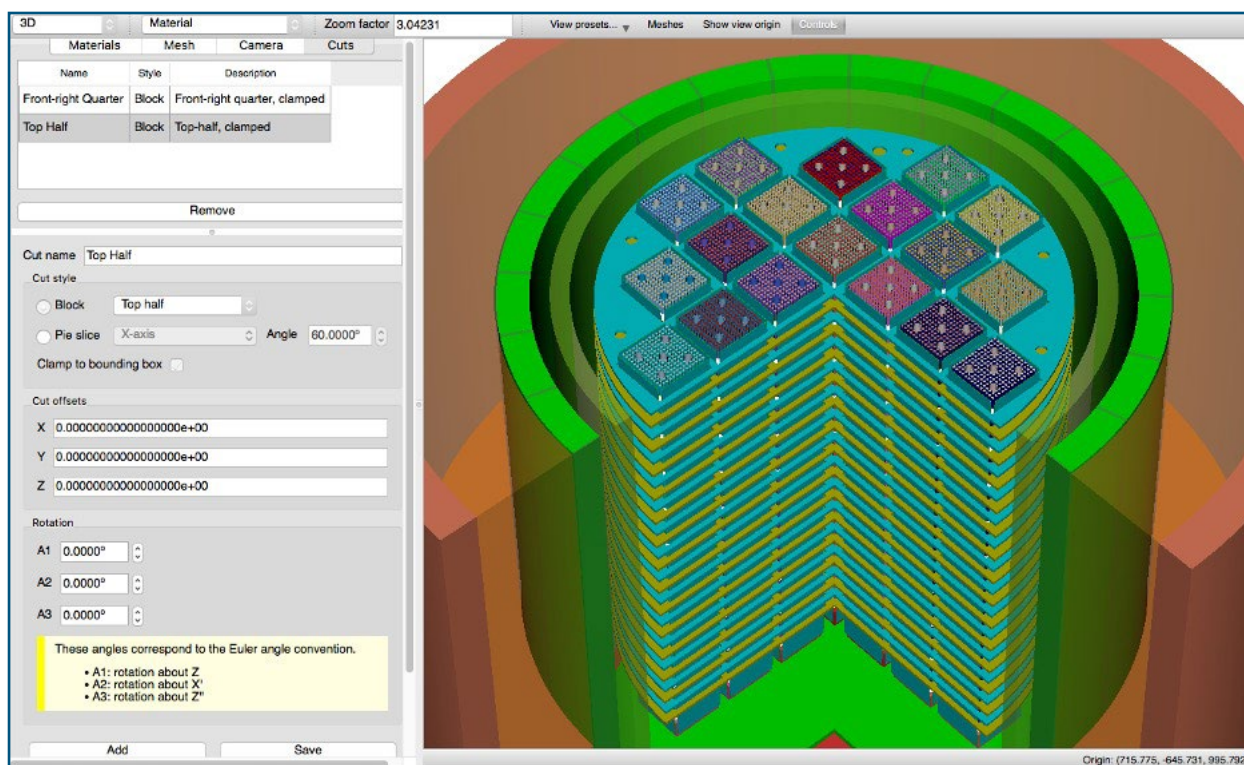 3D Material Zoom factor 3.04231 View presets... Meshes Show view origin Controls
Materials Mesh Camera Cuts
Name Style Description
Front-right Quarter Block Front-right quarter, clamped
Top Half Block Top-half, clamped
Remove
Cut name Top Half
Cut style
Block Top half
Pie slice X-axis Angle 60.0000°
Clamp to bounding box
Cut offsets
X 0.00000000000000000e+00
Y 0.00000000000000000e+00
Z 0.00000000000000000e+00
Rotation
A1 0.0000°
A2 0.0000°
A3 0.0000°
These angles correspond to the Euler angle convention.
• A1: rotation about Z
• A2: rotation about X'
• A3: rotation about Z"
Add Save
Origin: (715.775, -645.731, 995.792